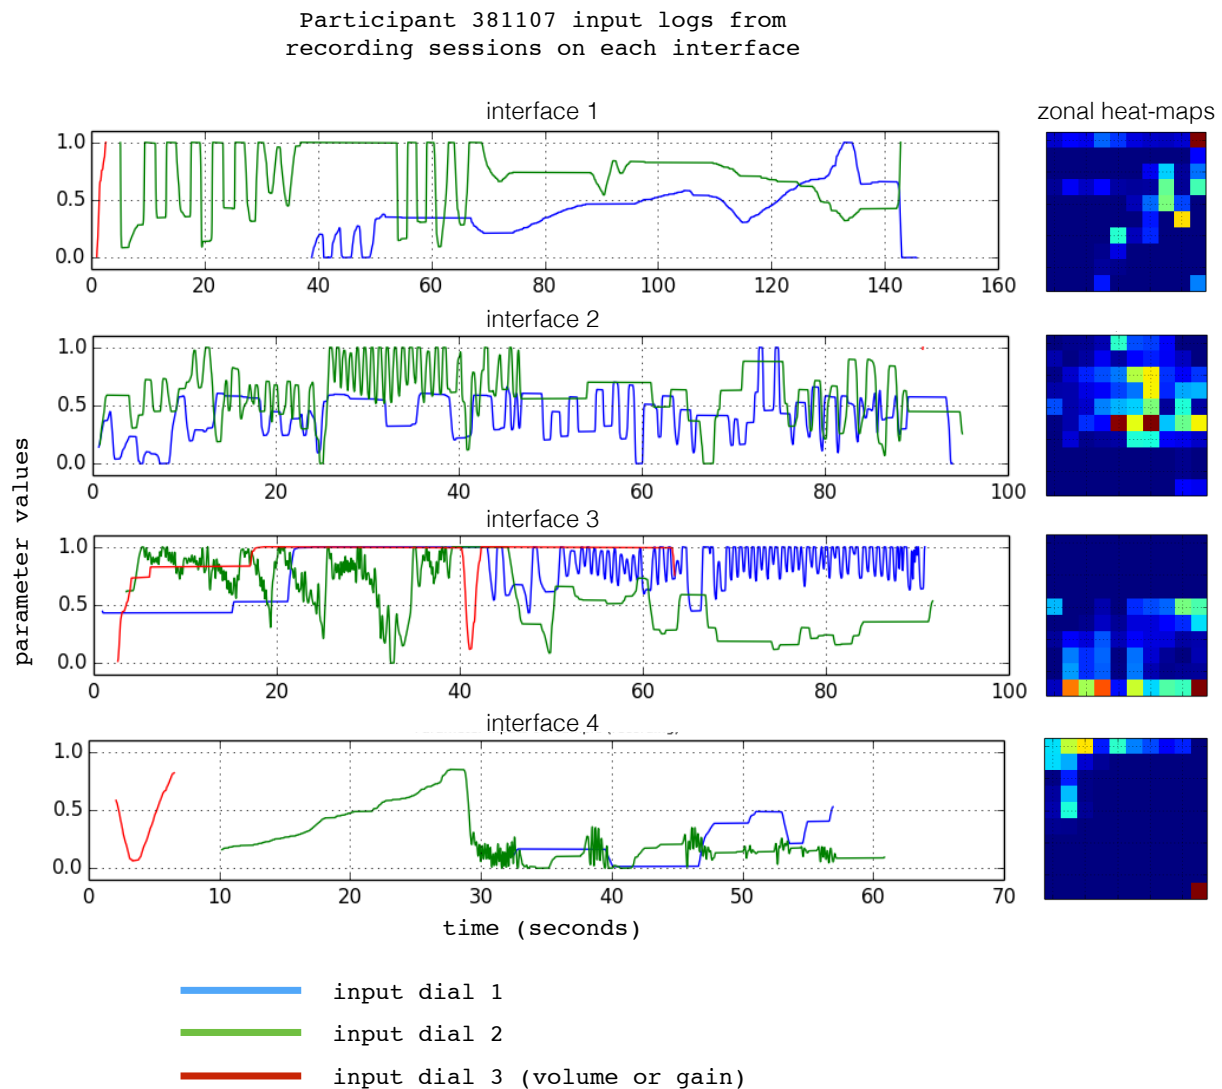 Participant 381107 input logs from
recording sessions on each interface
interface 1
zonal heat-maps
1.0
0.5
0.0
0 20 40 60 80 100 120 140 160
interface 2
1.0
0.5
0.0
0 20 40 60 80 100
interface 3
1.0
0.5
0.0
0 20 40 60 80 100
interface 4
1.0
0.5
0.0
0 10 20 30 40 50 60 70
parameter values
time (seconds)
input dial 1
input dial 2
input dial 3 (volume or gain)